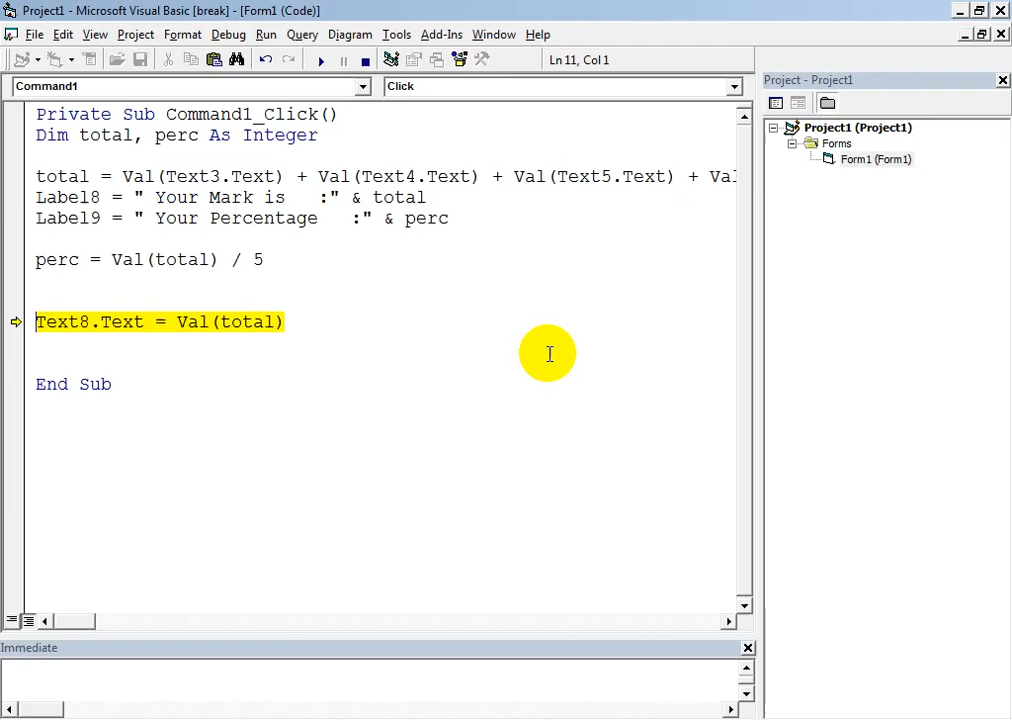 Project1 - Microsoft Visual Basic [break] - [Form1 (Code)]
File Edit View Project Format Debug Run Query Diagram Tools Add-Ins Window Help
Ln 11, Col 1
Command1 Click
Project - Project1
Private Sub Command1_Click()
Dim total, perc As Integer
total = Val(Text3.Text) + Val(Text4.Text) + Val(Text5.Text) + Val
Label8 = " Your Mark is   :" & total
Label9 = " Your Percentage   :" & perc
perc = Val(total) / 5
Text8.Text = Val(total)
End Sub
Project1 (Project1)
Forms
Form1 (Form1)
Immediate